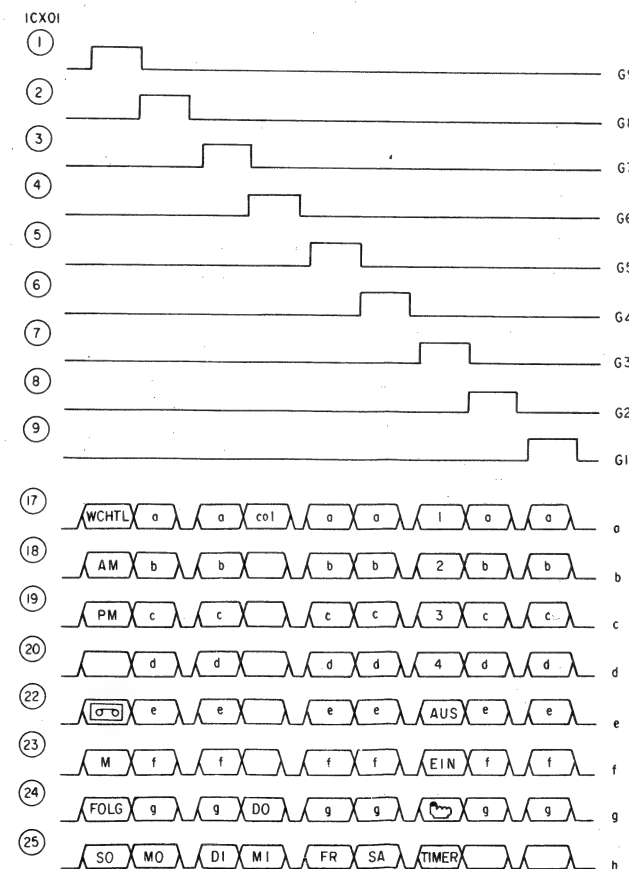 ICX01
1
G9
2
G8
3
G7
4
G6
5
G5
6
G4
7
G3
8
G2
9
G1
17 WCHTL a a col a a 1 a a a
18 AM b b b b 2 b b b
19 PM c c c c 3 c c c
20 d d d d 4 d d d
22 e e e e AUS e e e
23 M f f f f EIN f f f
24 FOLG g g DO g g g g g
25 SO MO DI MI FR SA TIMER h